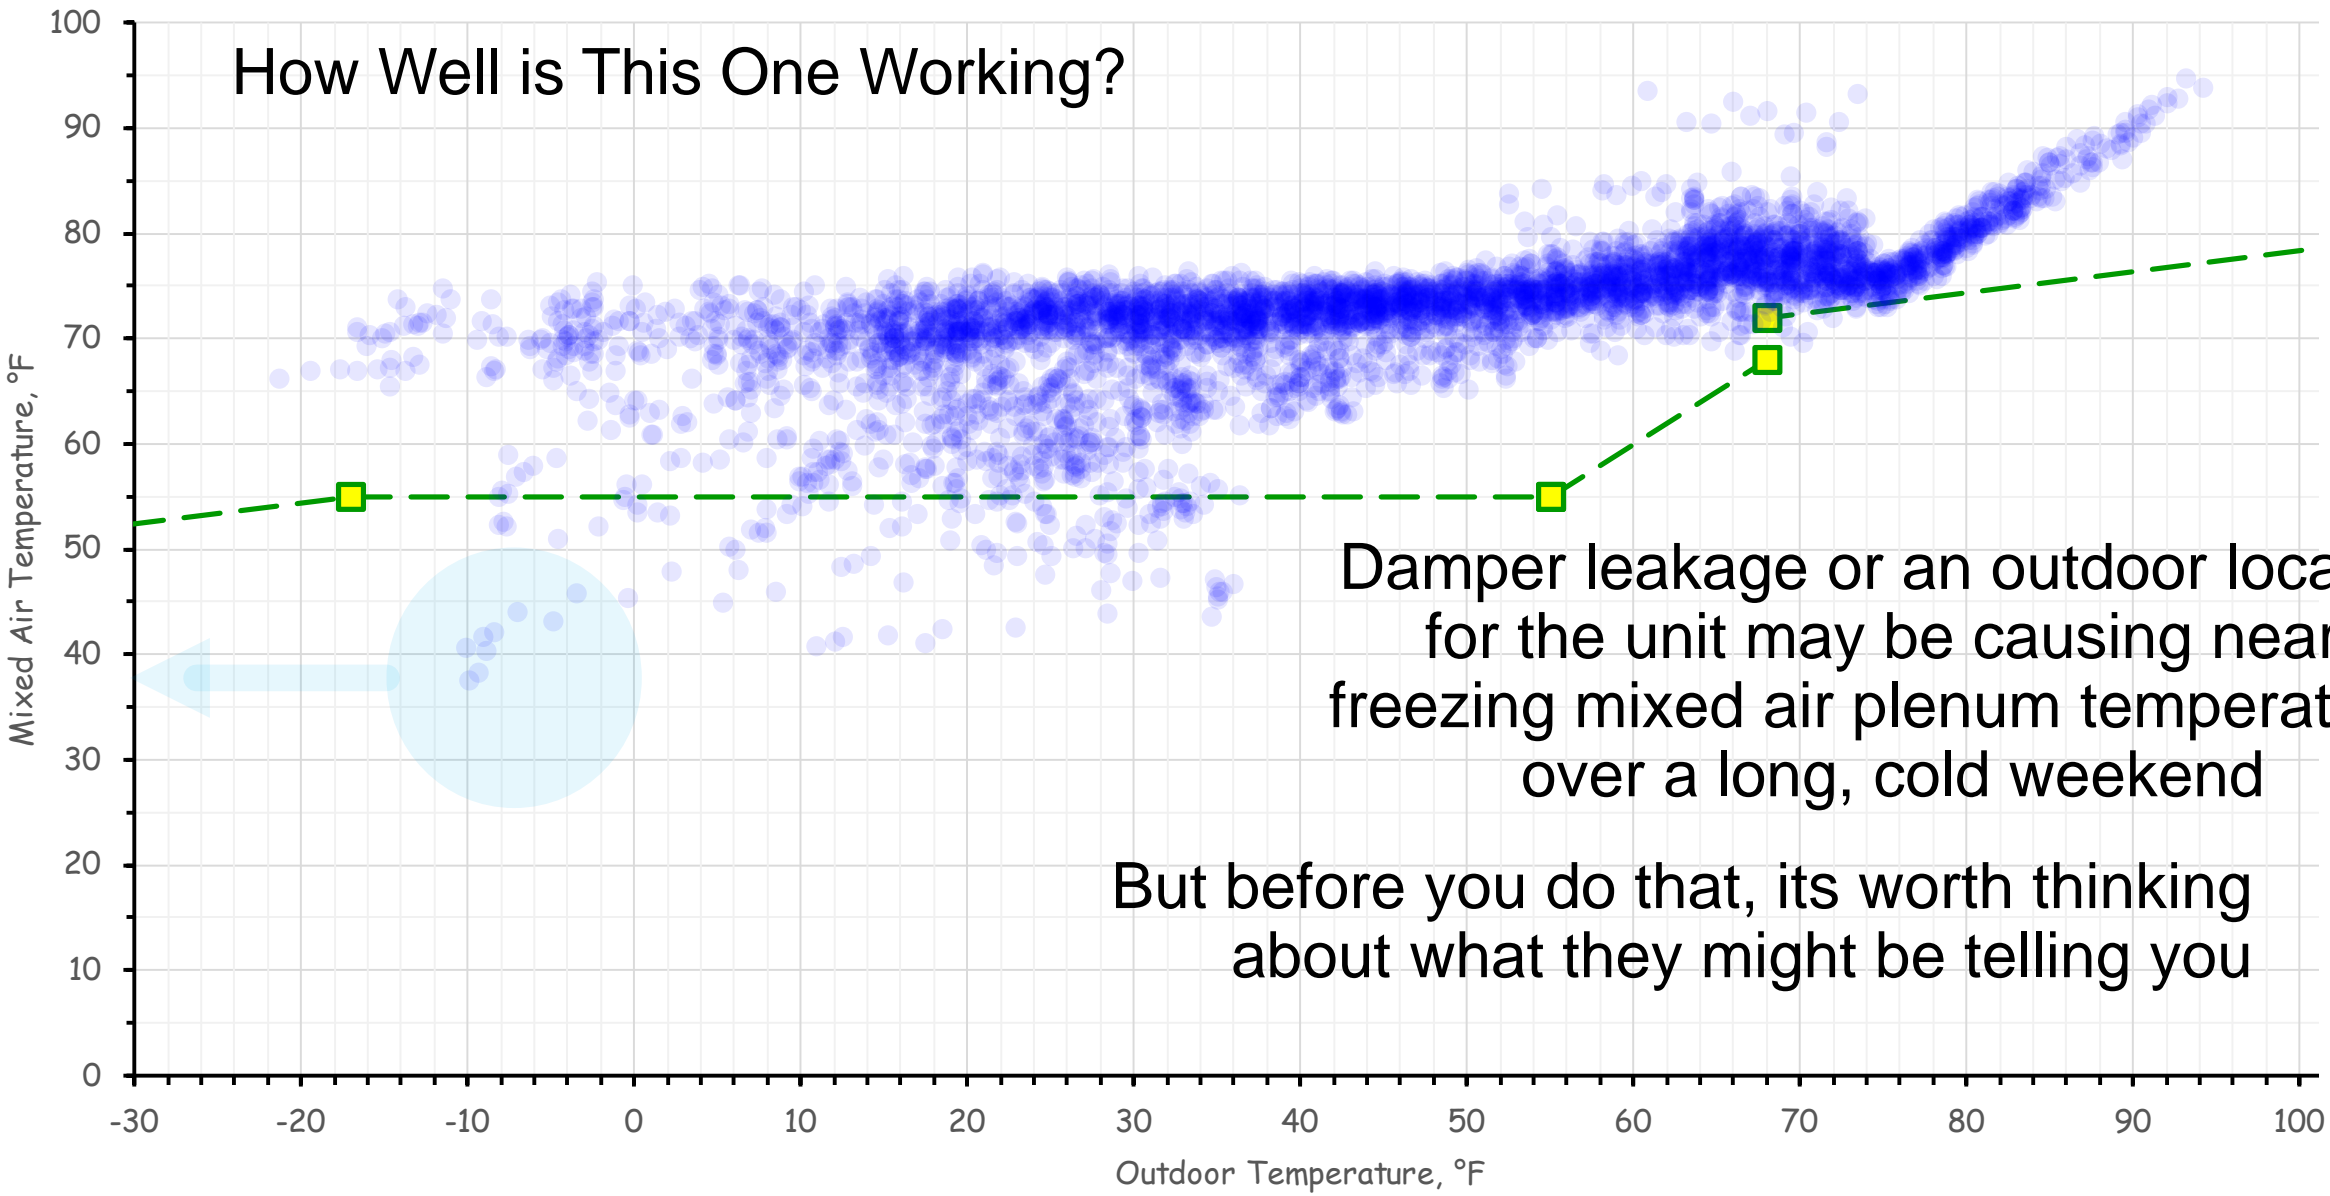 How Well is This One Working?
100
90
80
70
60
50
40
30
20
10
0
Mixed Air Temperature, °F
Damper leakage or an outdoor loca
for the unit may be causing near
freezing mixed air plenum temperat
over a long, cold weekend
But before you do that, its worth thinking
about what they might be telling you
-30 -20 -10 0 10 20 30 40 50 60 70 80 90 100
Outdoor Temperature, °F